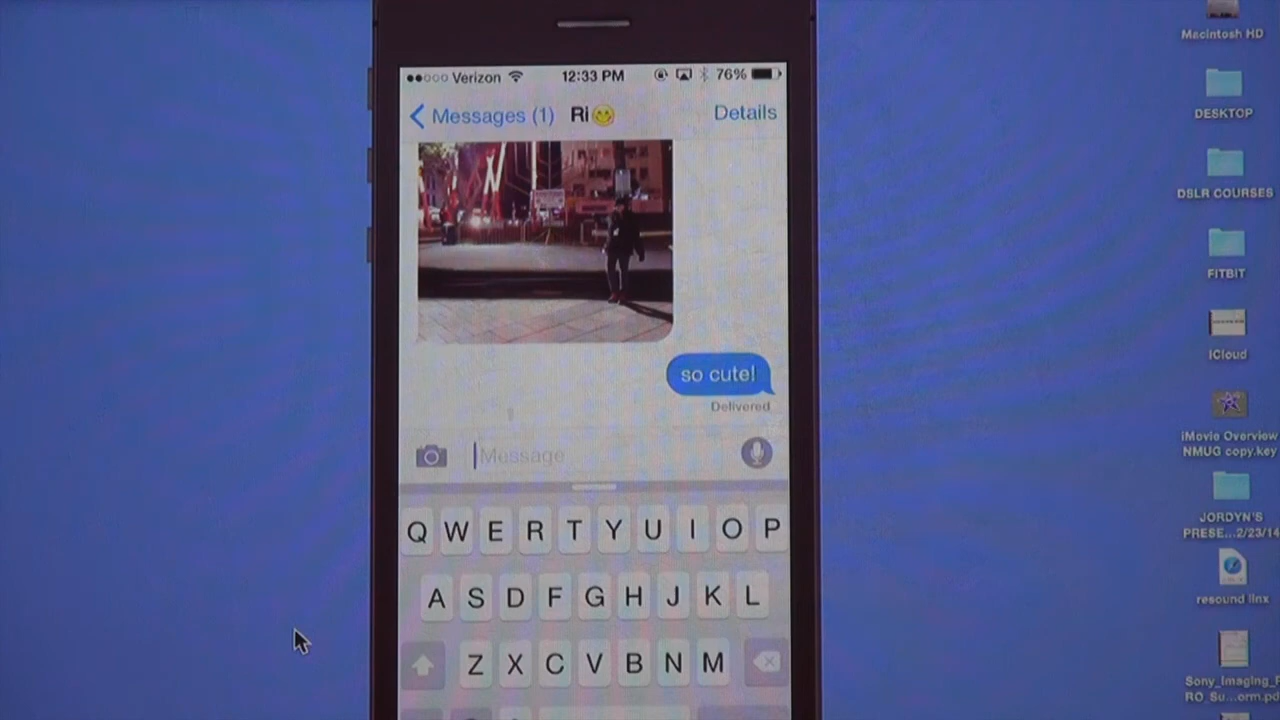 Macintosh HD
Verizon 12:33 PM 76%
Messages (1) Ri Details
DESKTOP
DSLR COURSES
FITBIT
iCloud
so cute!
Delivered
Message
iMovie Overview
NMUG copy.key
Q W E R T Y U I O P
JORDYN'S
PRESE...2/23/14
A S D F G H J K L
resound linx
Z X C V B N M
Sony_Imaging_P
RO_Su...orm.pd